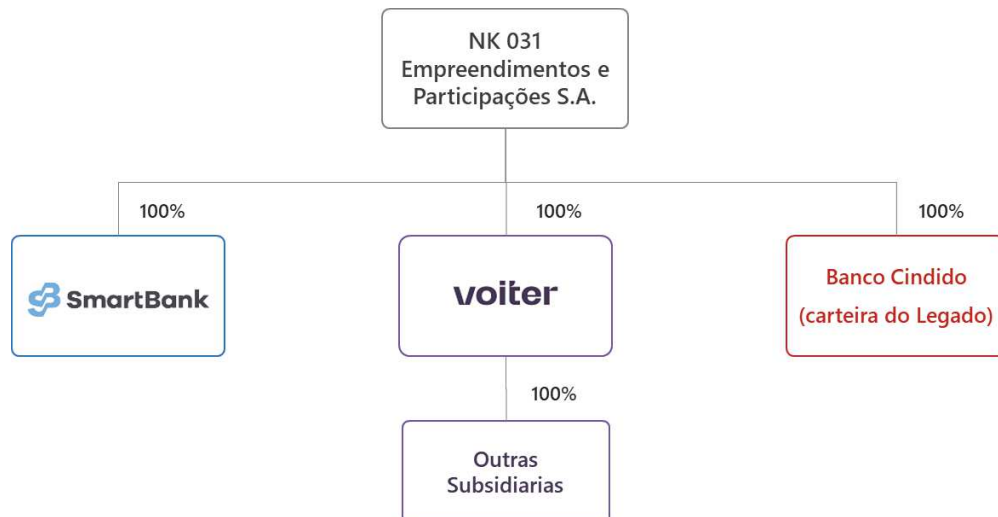 NK 031
Empreendimentos e
Participações S.A.
100%
100%
100%
SmartBank
voiter
Banco Cindido
(carteira do Legado)
100%
Outras
Subsidiarias